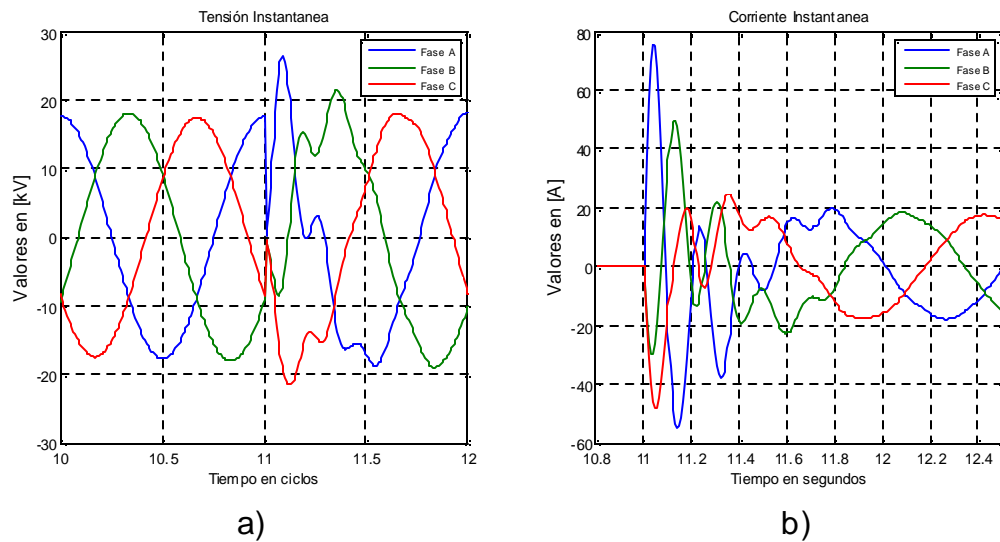 Tensión Instantanea
30
20
10
0
-10
-20
-30
Valores en [kV]
Fase A
Fase B
Fase C
10
10.5
11
11.5
12
Tiempo en ciclos
a)
Corriente Instantanea
80
60
40
20
0
-20
-40
-60
Valores en [A]
Fase A
Fase B
Fase C
10.8
11
11.2
11.4
11.6
11.8
12
12.2
12.4
Tiempo en segundos
b)